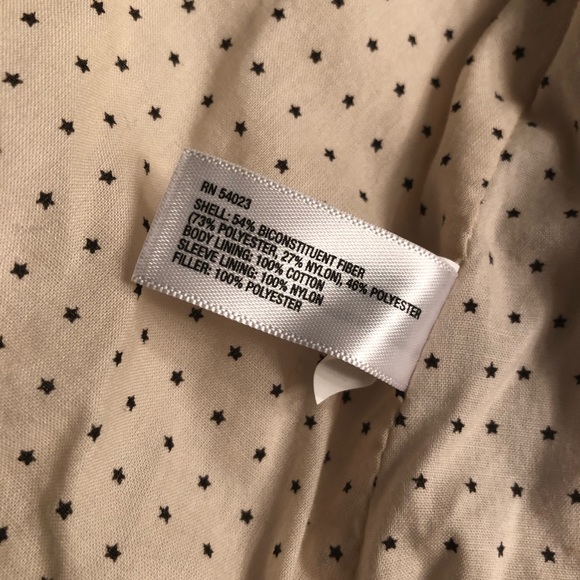 RN 54023
SHELL: 54% BICONSTITUENT FIBER
(73% POLYESTER, 27% NYLON), 46% POLYESTER
BODY LINING: 100% COTTON
SLEEVE LINING: 100% NYLON
FILLER: 100% POLYESTER